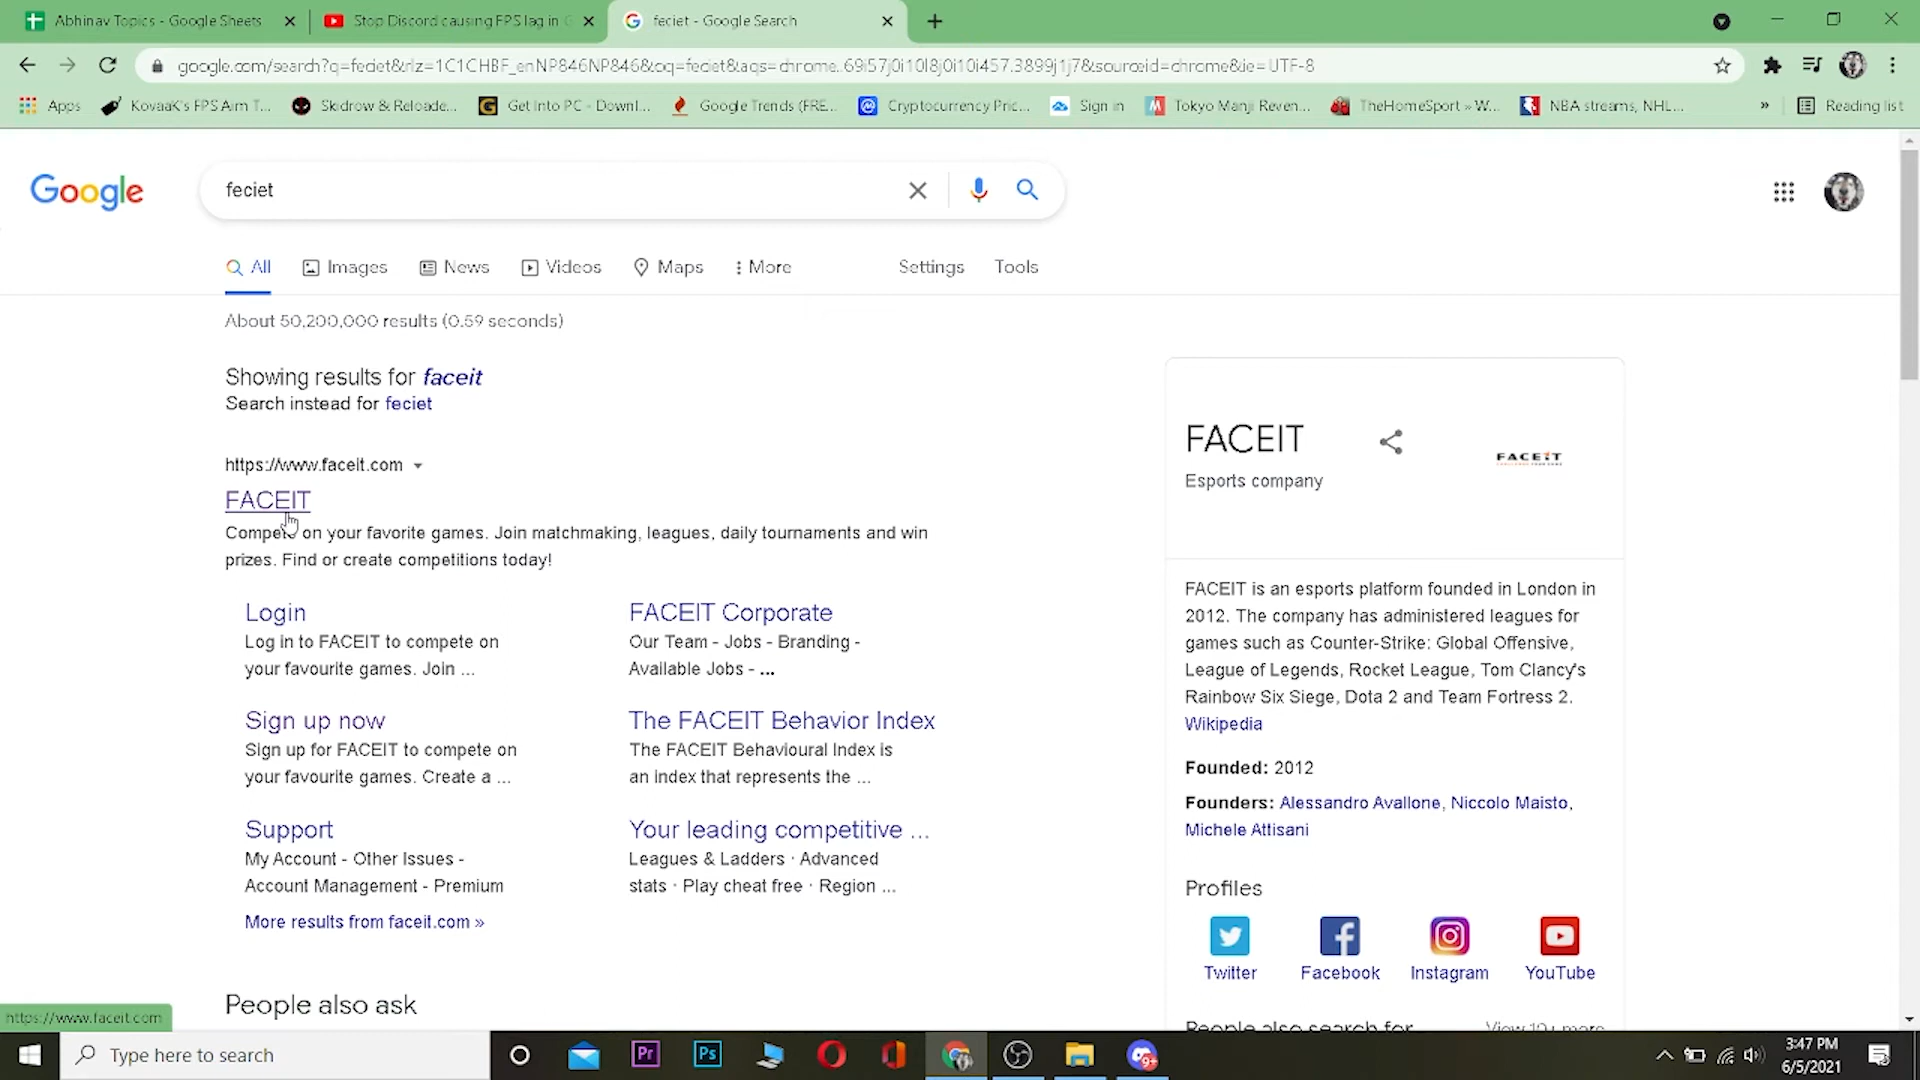 Abhinav Topics - Google Sheets
Stop Discord causing FPS lag in G
feciet - Google Search
google.com/search?q=feciet&rlz=1C1CHBF_enNP846NP846&oq=feciet&aqs=chrome..69i57j0i10l8j0i10i457.3899j1j7&sourceid=chrome&ie=UTF-8
Apps
KovaaK's FPS Aim T...
Skidrow & Reloade...
Get Into PC - Downl...
Google Trends (FRE...
Cryptocurrency Pric...
Sign in
Tokyo Manji Reven...
TheHomeSport » W...
NBA streams, NHL...
»
Reading list
Google
feciet
All
Images
News
Videos
Maps
More
Settings
Tools
About 50,200,000 results (0.59 seconds)
Showing results for faceit
Search instead for feciet
https://www.faceit.com
FACEIT
Compete on your favorite games. Join matchmaking, leagues, daily tournaments and win
prizes. Find or create competitions today!
Login
Log in to FACEIT to compete on
your favourite games. Join ...
FACEIT Corporate
Our Team - Jobs - Branding -
Available Jobs - ...
Sign up now
Sign up for FACEIT to compete on
your favourite games. Create a ...
The FACEIT Behavior Index
The FACEIT Behavioural Index is
an index that represents the ...
Support
My Account - Other Issues -
Account Management - Premium
Your leading competitive ...
Leagues & Ladders · Advanced
stats · Play cheat free · Region ...
More results from faceit.com »
People also ask
FACEIT
Esports company
FACEIT
FACEIT is an esports platform founded in London in
2012. The company has administered leagues for
games such as Counter-Strike: Global Offensive,
League of Legends, Rocket League, Tom Clancy's
Rainbow Six Siege, Dota 2 and Team Fortress 2.
Wikipedia
Founded: 2012
Founders: Alessandro Avallone, Niccolo Maisto,
Michele Attisani
Profiles
Twitter
Facebook
Instagram
YouTube
People also search for
View 10+ more
https://www.faceit.com
Type here to search
Pr
Ps
9+
3:47 PM
6/5/2021